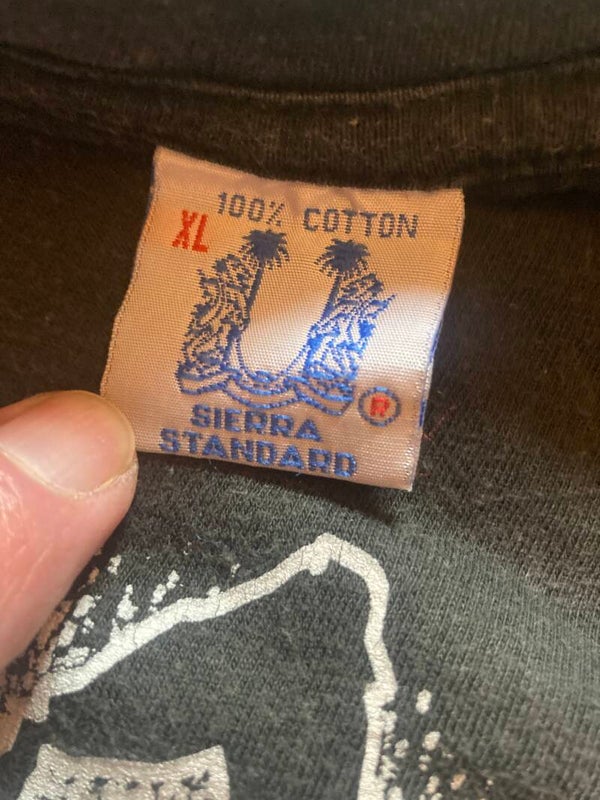 100% COTTON
XL
®
SIERRA
STANDARD